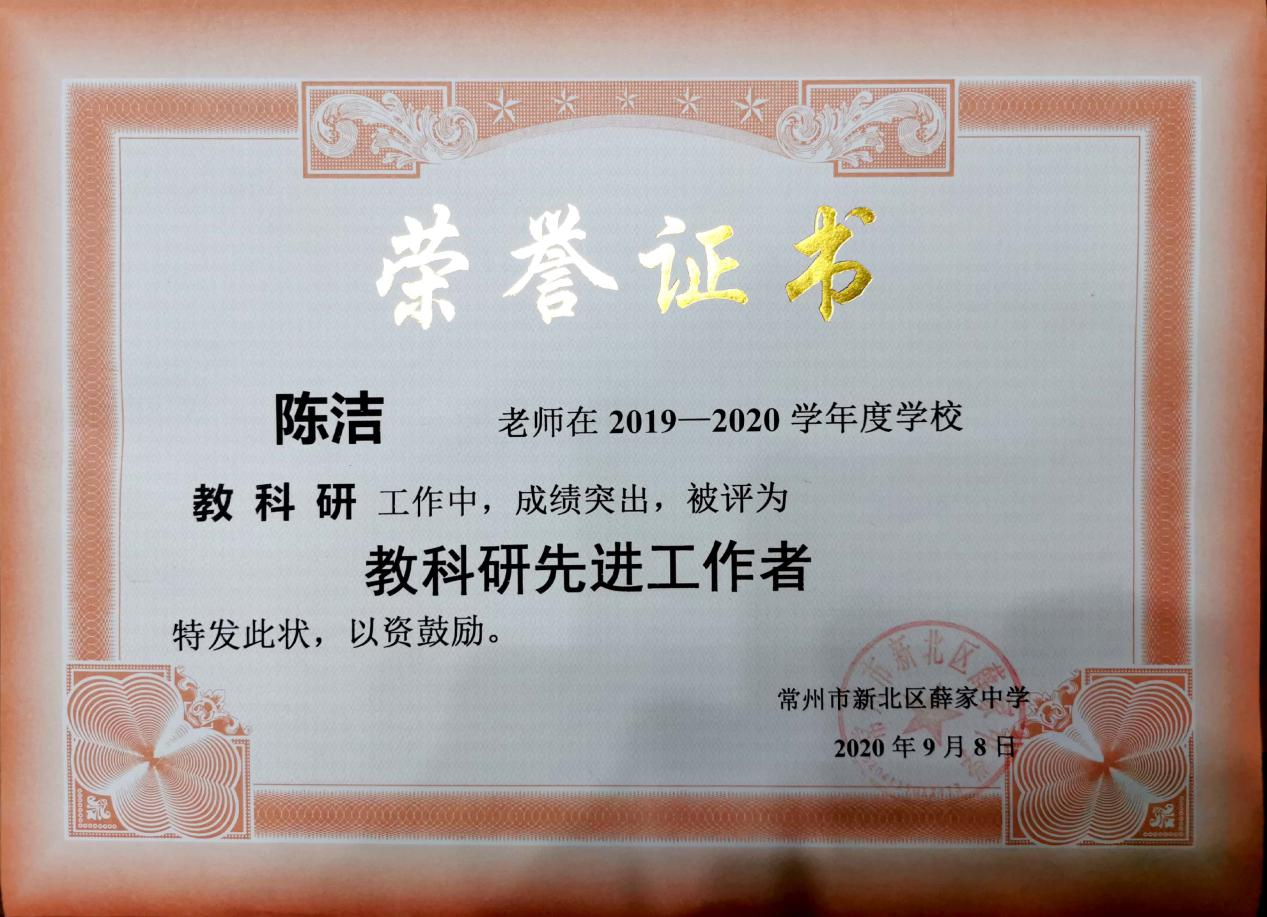 荣誉证书
陈洁 老师在 2019—2020 学年度学校
教科研 工作中，成绩突出，被评为
教科研先进工作者
特发此状，以资鼓励。
常州市新北区薛家中学
2020 年 9 月 8 日